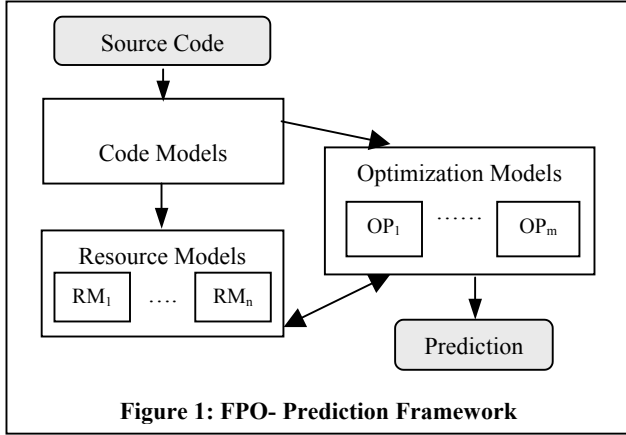 Source Code
Code Models
Optimization Models
OP1 ...... OPm
Resource Models
RM1 .... RMn
Prediction
Figure 1: FPO- Prediction Framework